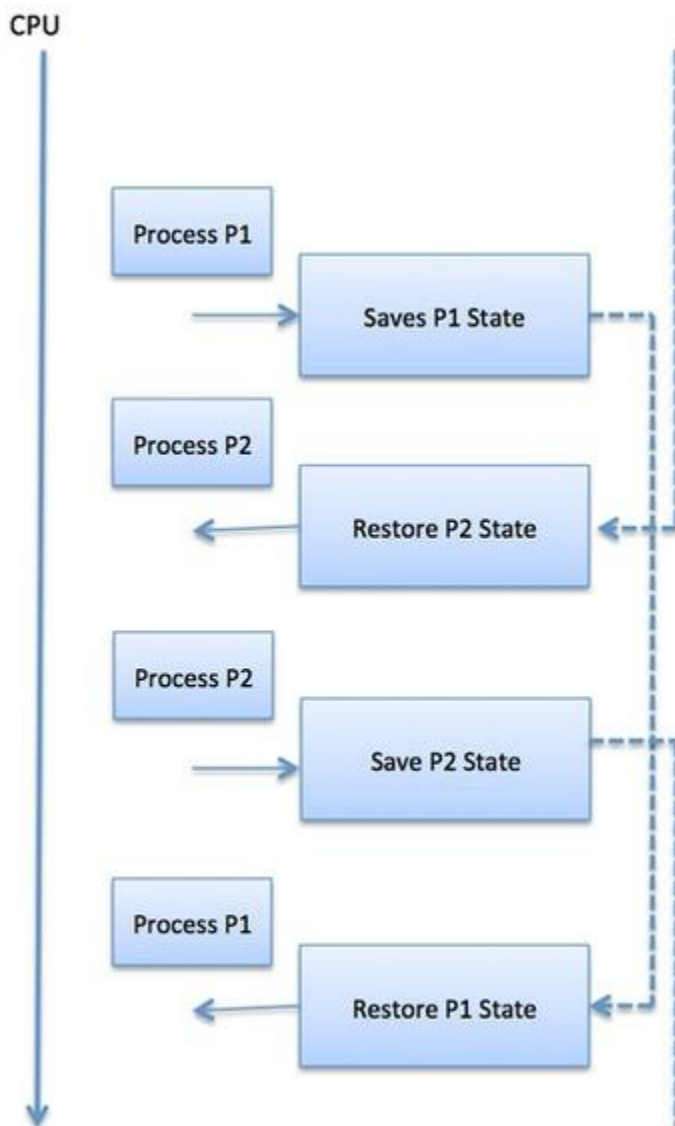 CPU
Process P1
Saves P1 State
Process P2
Restore P2 State
Process P2
Save P2 State
Process P1
Restore P1 State